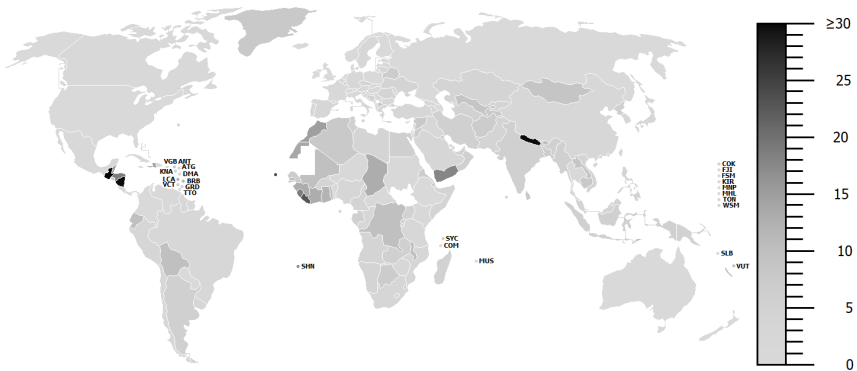 ≥30
25
20
15
10
5
0
VGB ANT
ATG
KNA
DMA
LCA
BRB
VCT
GRD
TTO
COK
FJI
FSM
KIR
MNP
MHL
TON
WSM
SYC
COM
SLB
MUS
SHN
VUT